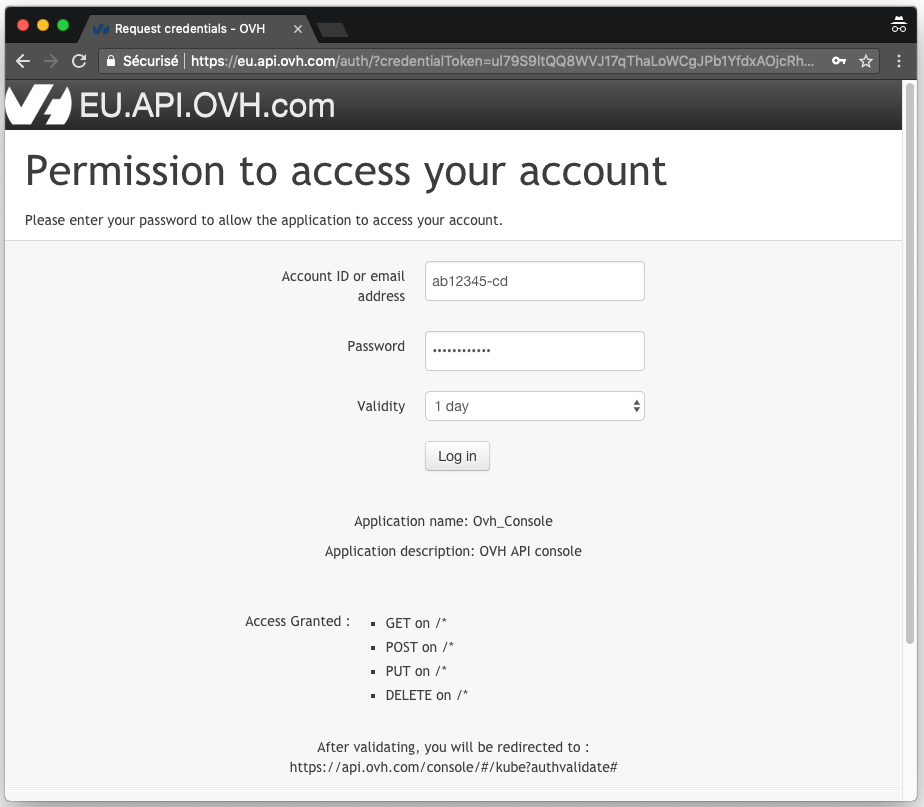 Request credentials - OVH
Sécurisé https://eu.api.ovh.com/auth/?credentialToken=uI79S9ItQQ8WVJ17qThaLoWCgJPb1YfdxAOjcRh...
EU.API.OVH.com
Permission to access your account
Please enter your password to allow the application to access your account.
Account ID or email
address
ab12345-cd
Password
••••••••••••
Validity
1 day
Log in
Application name: Ovh_Console
Application description: OVH API console
Access Granted :
GET on /*
POST on /*
PUT on /*
DELETE on /*
After validating, you will be redirected to :
https://api.ovh.com/console/#/kube?authvalidate#